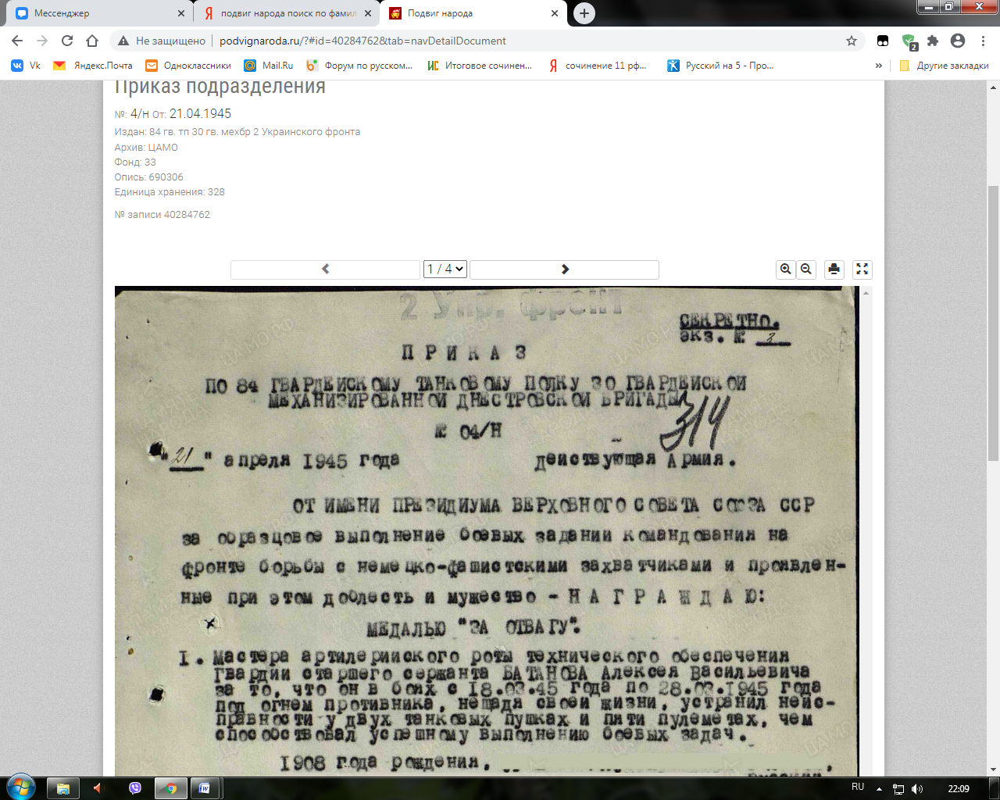 Мессенджер
подвиг народа поиск по фамил
Подвиг народа
Не защищено
podvignaroda.ru/?#id=40284762&tab=navDetailDocument
2
Vk
Яндекс.Почта
Одноклассники
Mail.Ru
Форум по русском...
Итоговое сочинен...
сочинение 11 рф...
Русский на 5 - Про...
»
Другие закладки
Приказ подразделения
№: 4/н От: 21.04.1945
Издан: 84 гв. тп 30 гв. мехбр 2 Украинского фронта
Архив: ЦАМО
Фонд: 33
Опись: 690306
Единица хранения: 328
№ записи 40284762
1 / 4
2 Укр. фронт
СЕКРЕТНО.
экз. № 3
П Р И К А З
ПО 84 ГВАРДЕЙСКОМУ ТАНКОВОМУ ПОЛКУ 30 ГВАРДЕЙСКОЙ
МЕХАНИЗИРОВАННОЙ ДНЕСТРОВСКОЙ БРИГАДЫ
314
№ 04/Н
"21" апреля 1945 года
Действующая Армия.
ОТ ИМЕНИ ПРЕЗИДИУМА ВЕРХОВНОГО СОВЕТА СОЮЗА ССР
за образцовое выполнение боевых заданий командования на
фронте борьбы с немецко-фашистскими захватчиками и проявлен-
ные при этом доблесть и мужество - Н А Г Р А Ж Д А Ю:
МЕДАЛЬЮ "ЗА ОТВАГУ".
1. Мастера артилерийского роты технического обеспечения
Гвардии старшего сержанта БАТАНОВА Алексея Васильевича
за то, что он в боях с 18.03.45 года по 28.03.1945 года
под огнем противника, нещадя своей жизни, устранил неис-
правности у двух танковых пушках и пяти пулеметах, чем
способствовал успешному выполнению боевых задач.
1908 года рождения,
RU
22:09